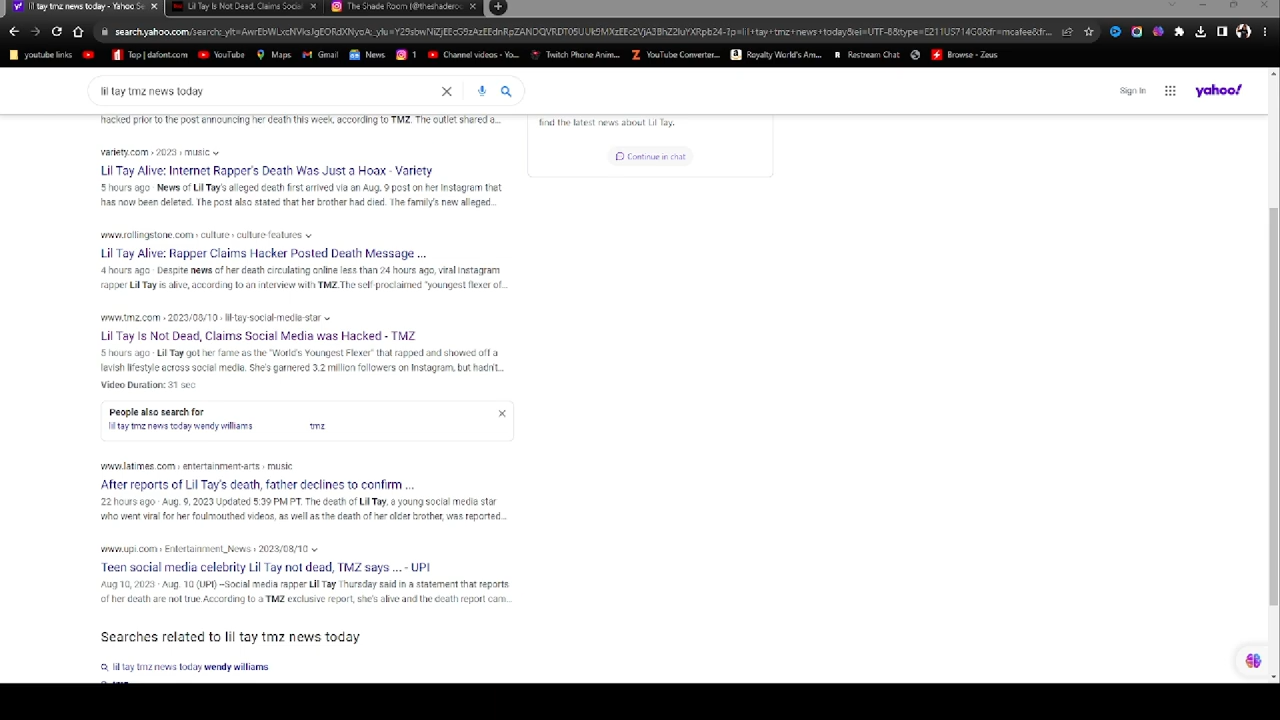 lil tay tmz news today - Yahoo Se
Lil Tay Is Not Dead, Claims Social
The Shade Room (@theshaderoo
youtube links
Top | dafont.com
YouTube
Maps
Gmail
News
1
Channel videos - Yo...
Twitch Phone Anim...
YouTube Converter...
Royalty World's Am...
Restream Chat
Browse - Zeus
lil tay tmz news today
Sign In
yahoo!
hacked prior to the post announcing her death this week, according to TMZ. The outlet shared a...
find the latest news about Lil Tay.
Continue in chat
variety.com › 2023 › music
Lil Tay Alive: Internet Rapper's Death Was Just a Hoax - Variety
5 hours ago · News of Lil Tay's alleged death first arrived via an Aug. 9 post on her Instagram that
has now been deleted. The post also stated that her brother had died. The family's new alleged...
www.rollingstone.com › culture › culture-features
Lil Tay Alive: Rapper Claims Hacker Posted Death Message ...
4 hours ago · Despite news of her death circulating online less than 24 hours ago, viral Instagram
rapper Lil Tay is alive, according to an interview with TMZ.The self-proclaimed "youngest flexer of...
www.tmz.com › 2023/08/10 › lil-tay-social-media-star
Lil Tay Is Not Dead, Claims Social Media was Hacked - TMZ
5 hours ago · Lil Tay got her fame as the "World's Youngest Flexer" that rapped and showed off a
lavish lifestyle across social media. She's garnered 3.2 million followers on Instagram, but hadn't...
Video Duration: 31 sec
People also search for
lil tay tmz news today wendy williams
tmz
www.latimes.com › entertainment-arts › music
After reports of Lil Tay's death, father declines to confirm ...
22 hours ago · Aug. 9, 2023 Updated 5:39 PM PT. The death of Lil Tay, a young social media star
who went viral for her foulmouthed videos, as well as the death of her older brother, was reported...
www.upi.com › Entertainment_News › 2023/08/10
Teen social media celebrity Lil Tay not dead, TMZ says ... - UPI
Aug 10, 2023 · Aug. 10 (UPI) --Social media rapper Lil Tay Thursday said in a statement that reports
of her death are not true.According to a TMZ exclusive report, she's alive and the death report cam...
Searches related to lil tay tmz news today
lil tay tmz news today wendy williams